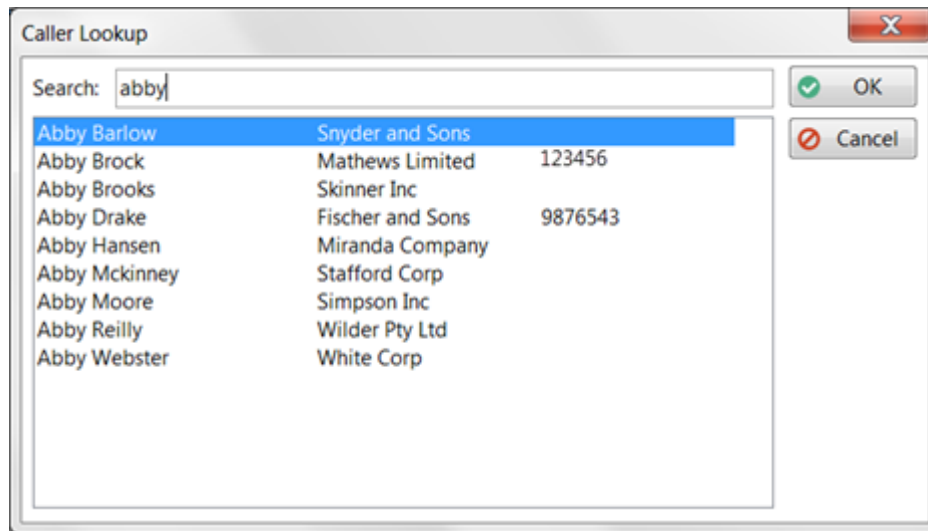 Caller Lookup
Search: abby OK
Abby Barlow Snyder and Sons Cancel
Abby Brock Mathews Limited 123456
Abby Brooks Skinner Inc
Abby Drake Fischer and Sons 9876543
Abby Hansen Miranda Company
Abby Mckinney Stafford Corp
Abby Moore Simpson Inc
Abby Reilly Wilder Pty Ltd
Abby Webster White Corp